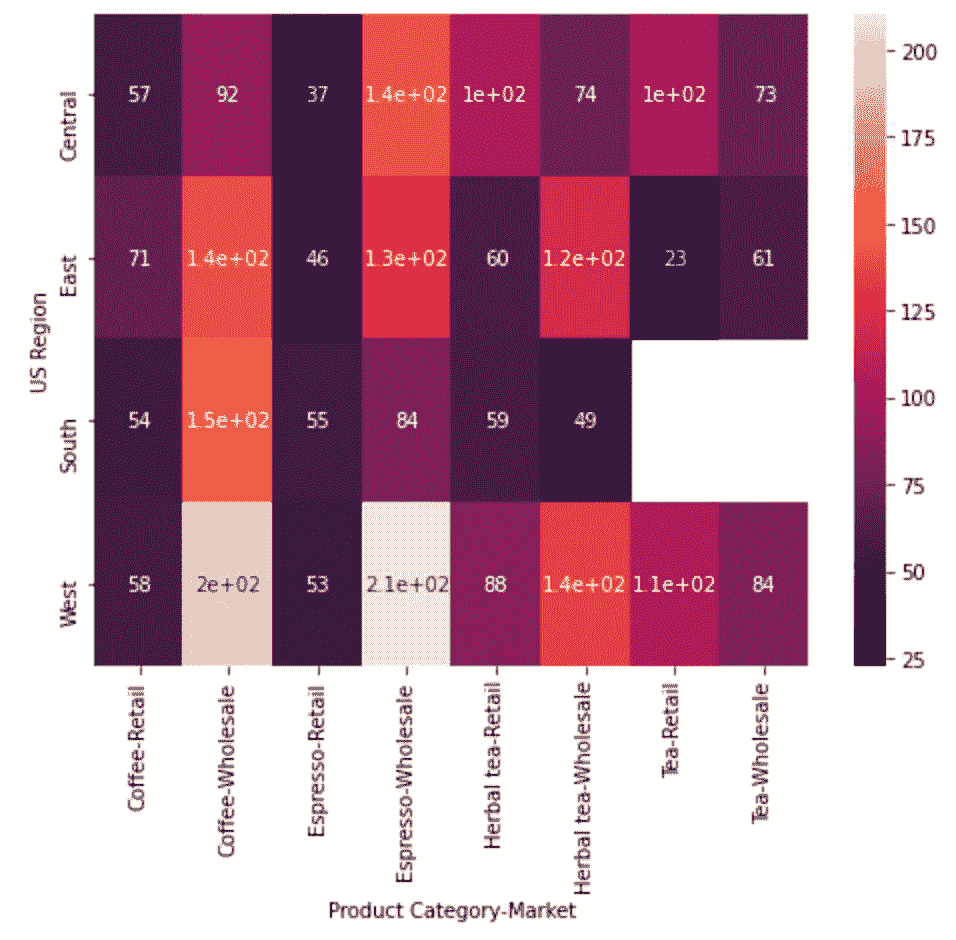 57 92 37 1.4e+02 1e+02 74 1e+02 73
71 1.4e+02 46 1.3e+02 60 1.2e+02 23 61
54 1.5e+02 55 84 59 49
58 2e+02 53 2.1e+02 88 1.4e+02 1.1e+02 84
Central
East
South
West
US Region
Coffee-Retail
Coffee-Wholesale
Espresso-Retail
Espresso-Wholesale
Herbal tea-Retail
Herbal tea-Wholesale
Tea-Retail
Tea-Wholesale
Product Category-Market
200
175
150
125
100
75
50
25